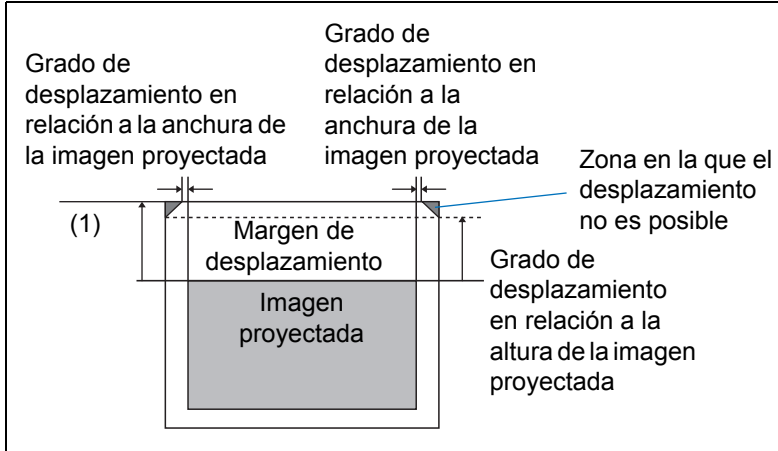 Grado de
desplazamiento en
relación a la anchura de
la imagen proyectada
Grado de
desplazamiento en
relación a la
anchura de la
imagen proyectada
Zona en la que el
desplazamiento
no es posible
(1)
Margen de
desplazamiento
Grado de
desplazamiento
en relación a la
altura de la imagen
proyectada
Imagen
proyectada